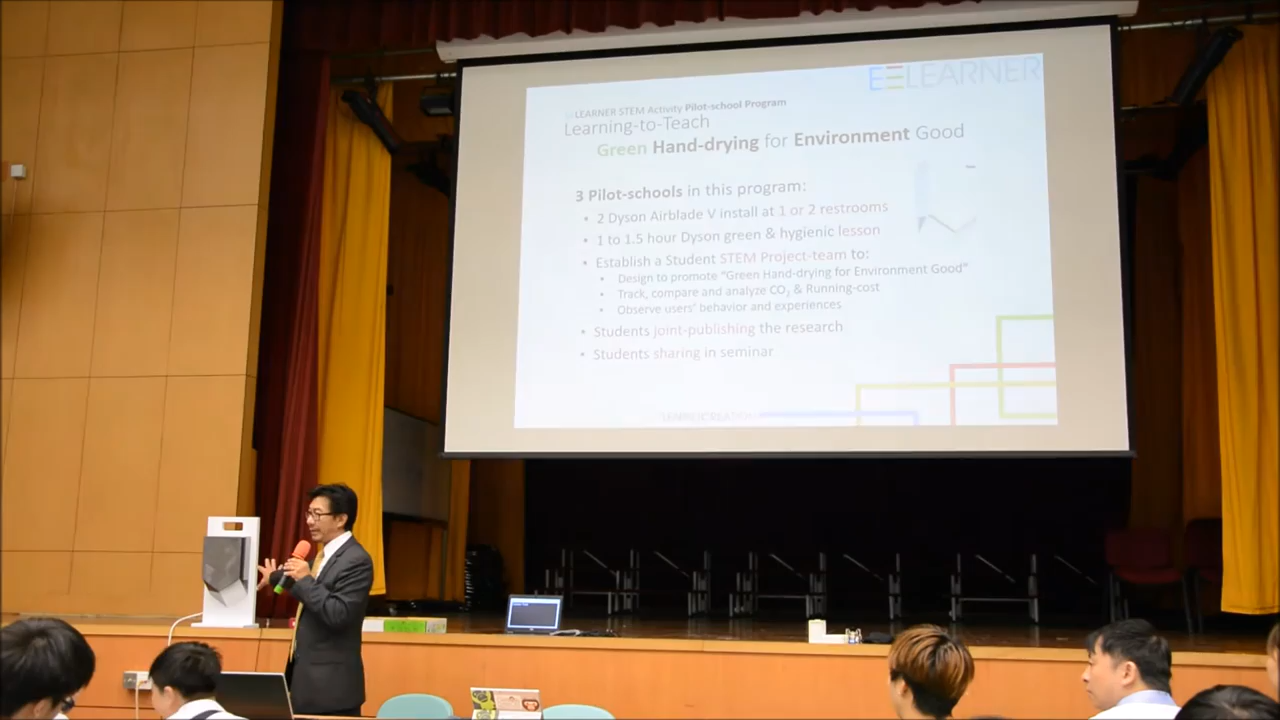 EELEARNER
LEARNER STEM Activity Pilot-school Program
Learning-to-Teach
Green Hand-drying for Environment Good
3 Pilot-schools in this program:
• 2 Dyson Airblade V install at 1 or 2 restrooms
• 1 to 1.5 hour Dyson green & hygienic lesson
• Establish a Student STEM Project-team to:
• Design to promote "Green Hand-drying for Environment Good"
• Track, compare and analyze CO₂ & Running-cost
• Observe users' behavior and experiences
• Students joint-publishing the research
• Students sharing in seminar